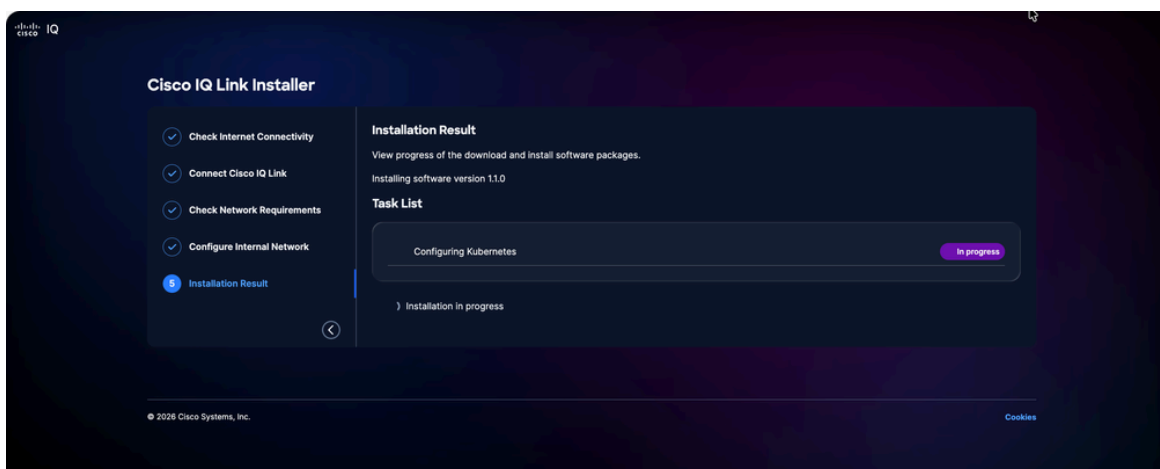 CISCO IQ
Cisco IQ Link Installer
Check Internet Connectivity
Connect Cisco IQ Link
Check Network Requirements
Configure Internal Network
5 Installation Result
Installation Result
View progress of the download and install software packages.
Installing software version 1.1.0
Task List
Configuring Kubernetes In progress
Installation in progress
© 2026 Cisco Systems, Inc. Cookies